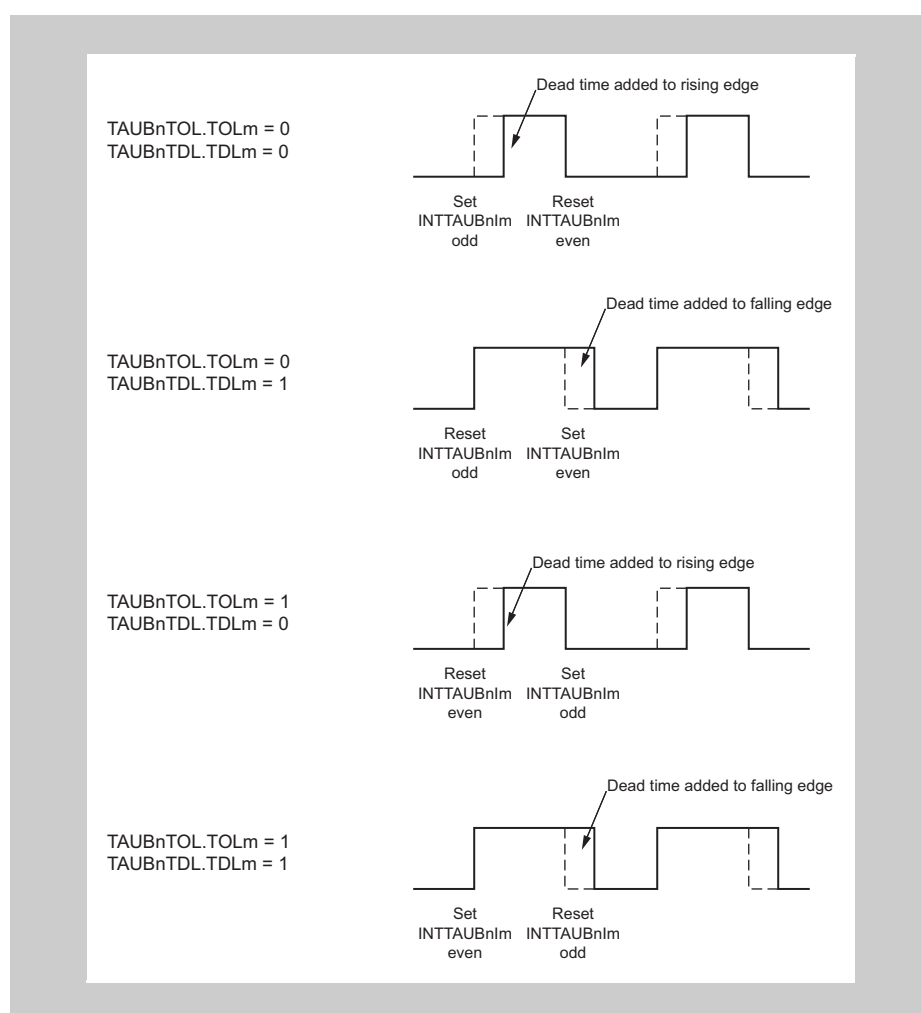 Dead time added to rising edge
TAUBnTOL.TOLm = 0
TAUBnTDL.TDLm = 0
Set Reset
INTTAUBnIm INTTAUBnIm
odd even
Dead time added to falling edge
TAUBnTOL.TOLm = 0
TAUBnTDL.TDLm = 1
Reset Set
INTTAUBnIm INTTAUBnIm
odd even
Dead time added to rising edge
TAUBnTOL.TOLm = 1
TAUBnTDL.TDLm = 0
Reset Set
INTTAUBnIm INTTAUBnIm
even odd
Dead time added to falling edge
TAUBnTOL.TOLm = 1
TAUBnTDL.TDLm = 1
Set Reset
INTTAUBnIm INTTAUBnIm
even odd